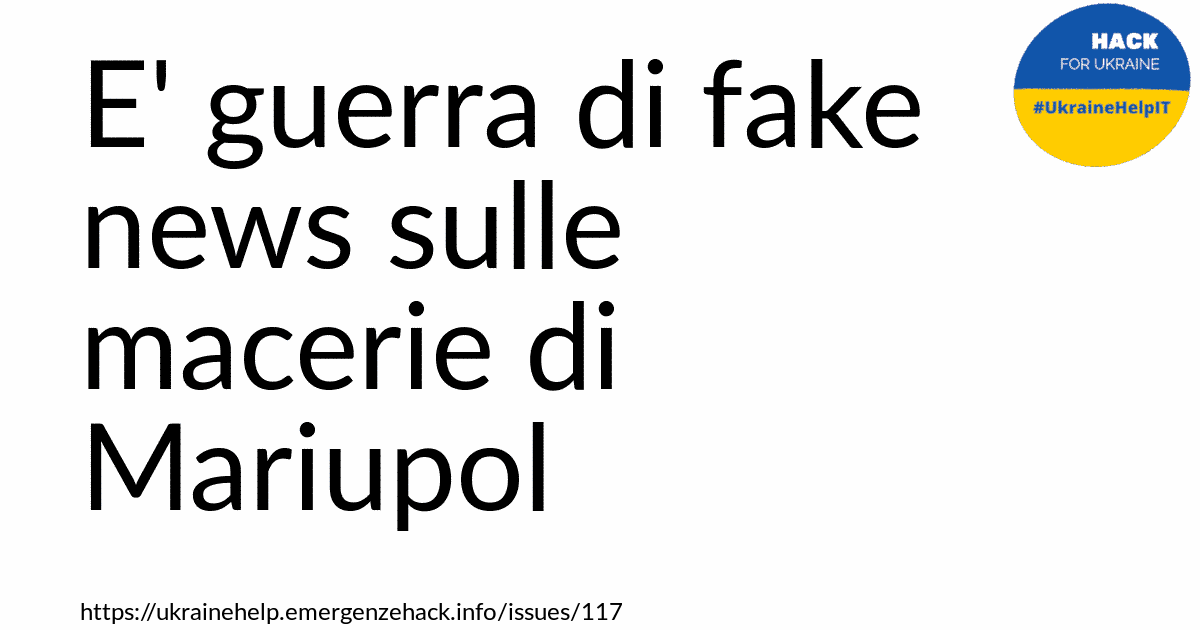 E' guerra di fake
news sulle
macerie di
Mariupol
HACK
FOR UKRAINE
#UkraineHelpIT
https://ukrainehelp.emergenzehack.info/issues/117